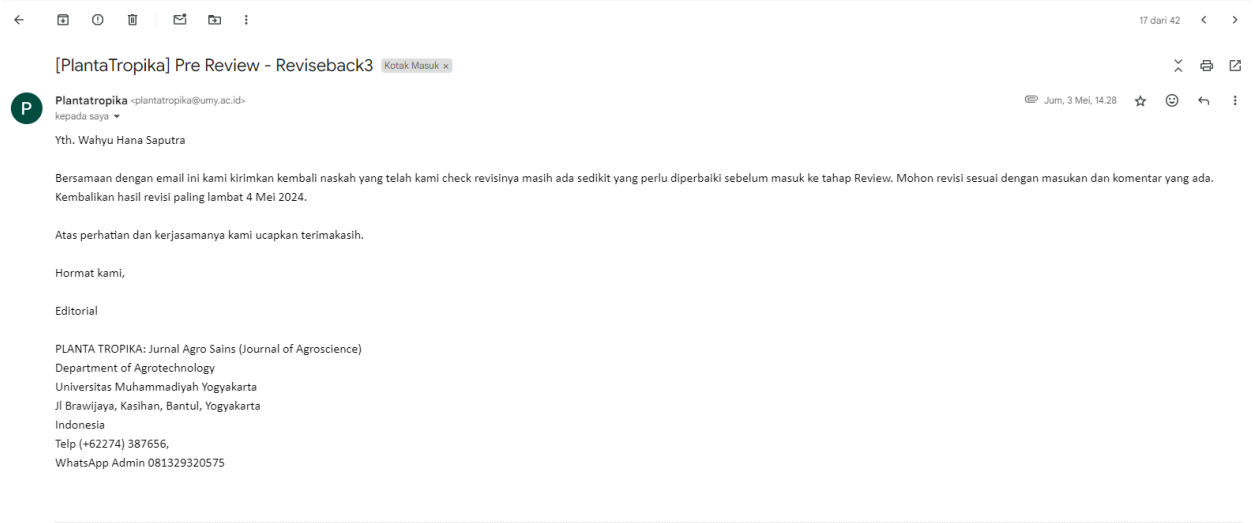 17 dari 42
[PlantaTropika] Pre Review - Reviseback3 Kotak Masuk ×
P
Plantatropika <plantatropika@umy.ac.id>
Jum, 3 Mei, 14.28
kepada saya
Yth. Wahyu Hana Saputra
Bersamaan dengan email ini kami kirimkan kembali naskah yang telah kami check revisinya masih ada sedikit yang perlu diperbaiki sebelum masuk ke tahap Review. Mohon revisi sesuai dengan masukan dan komentar yang ada.
Kembalikan hasil revisi paling lambat 4 Mei 2024.
Atas perhatian dan kerjasamanya kami ucapkan terimakasih.
Hormat kami,
Editorial
PLANTA TROPIKA: Jurnal Agro Sains (Journal of Agroscience)
Department of Agrotechnology
Universitas Muhammadiyah Yogyakarta
Jl Brawijaya, Kasihan, Bantul, Yogyakarta
Indonesia
Telp (+62274) 387656,
WhatsApp Admin 081329320575